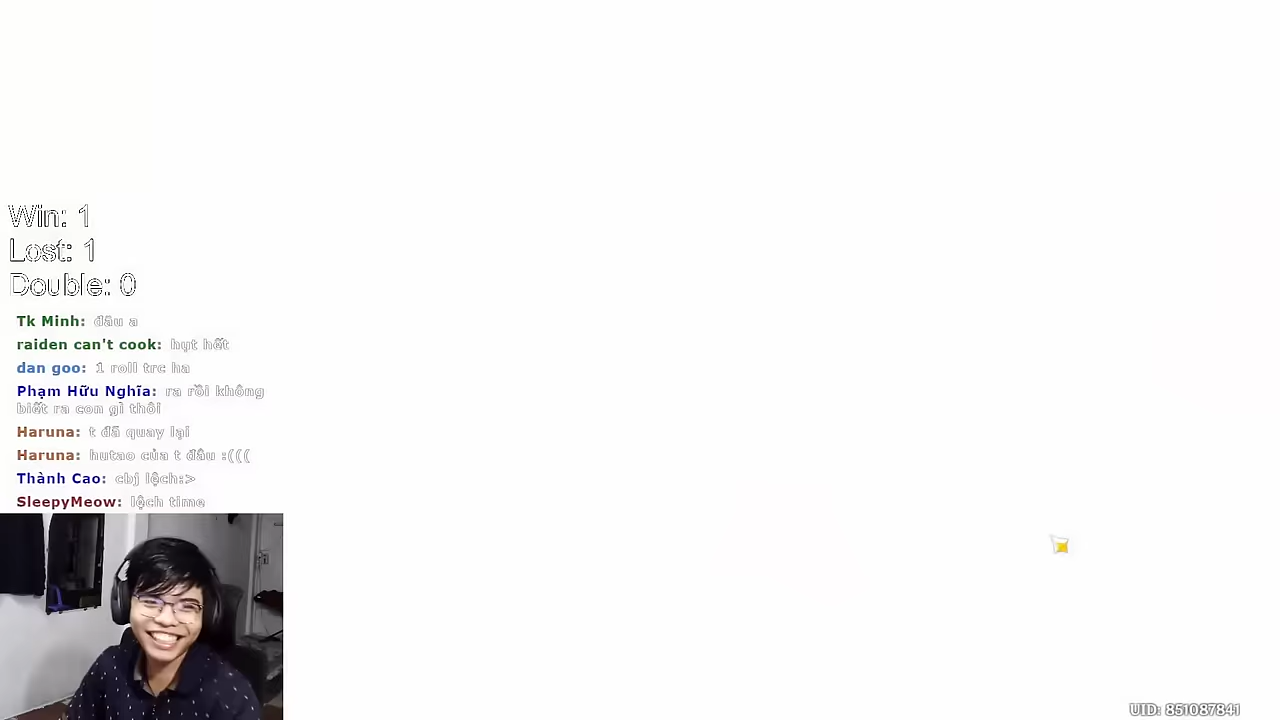 Win: 1
Lost: 1
Double: 0
Tk Minh: đâu a
raiden can't cook: hụt hết
dan goo: 1 roll trc ha
Phạm Hữu Nghĩa: ra rồi không
biết ra con gì thôi
Haruna: t đã quay lại
Haruna: hutao của t đâu :(((
Thành Cao: cbj lệch:>
SleepyMeow: lệch time
UID: 851087841